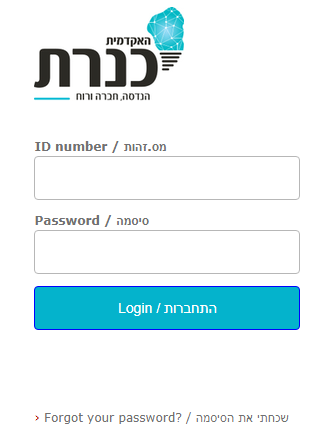 האקדמית
כנרת
הנדסה, חברה ורוח
ID number / מס.זהות
Password / סיסמה
Login / התחברות
› Forgot your password? / שכחתי את הסיסמה